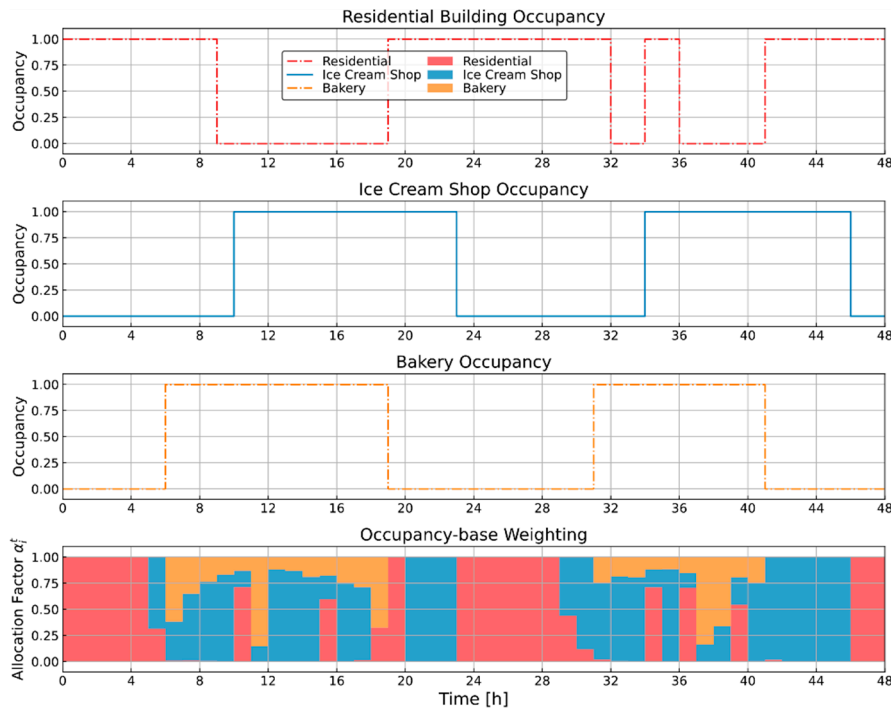 Residential Building Occupancy
Occupancy
1.00
0.75
0.50
0.25
0.00
Residential
Ice Cream Shop
Bakery
Residential
Ice Cream Shop
Bakery
0 4 8 12 16 20 24 28 32 36 40 44 48
Ice Cream Shop Occupancy
Occupancy
1.00
0.75
0.50
0.25
0.00
0 4 8 12 16 20 24 28 32 36 40 44 48
Bakery Occupancy
Occupancy
1.00
0.75
0.50
0.25
0.00
0 4 8 12 16 20 24 28 32 36 40 44 48
Occupancy-base Weighting
Allocation Factor αᵢᵗ
1.00
0.75
0.50
0.25
0.00
0 4 8 12 16 20 24 28 32 36 40 44 48
Time [h]